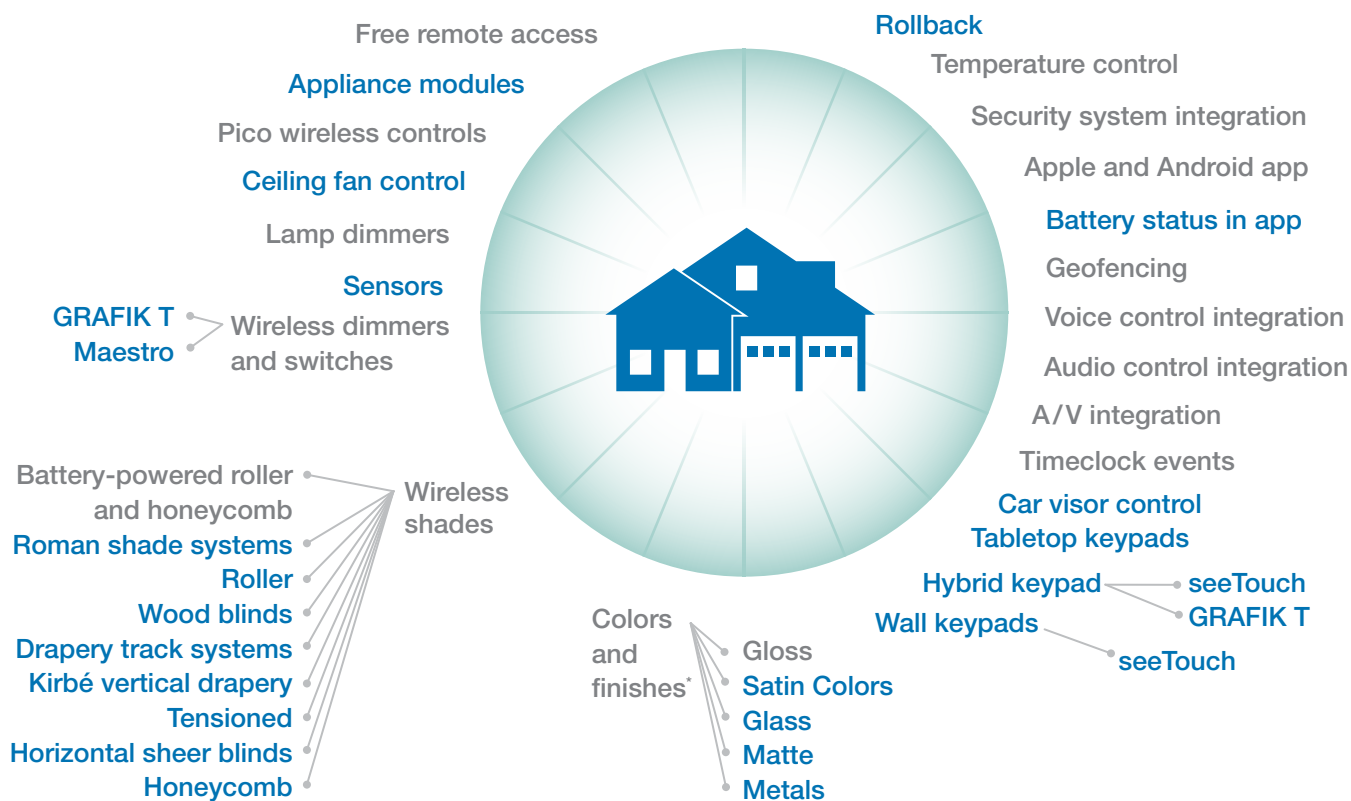 Free remote access
Appliance modules
Pico wireless controls
Ceiling fan control
Lamp dimmers
Sensors
GRAFIK T
Maestro
Wireless dimmers
and switches
Battery-powered roller
and honeycomb
Roman shade systems
Roller
Wood blinds
Drapery track systems
Kirbé vertical drapery
Tensioned
Horizontal sheer blinds
Honeycomb
Wireless
shades
Colors
and
finishes*
Gloss
Satin Colors
Glass
Matte
Metals
Rollback
Temperature control
Security system integration
Apple and Android app
Battery status in app
Geofencing
Voice control integration
Audio control integration
A/V integration
Timeclock events
Car visor control
Tabletop keypads
Hybrid keypad
seeTouch
GRAFIK T
Wall keypads
seeTouch